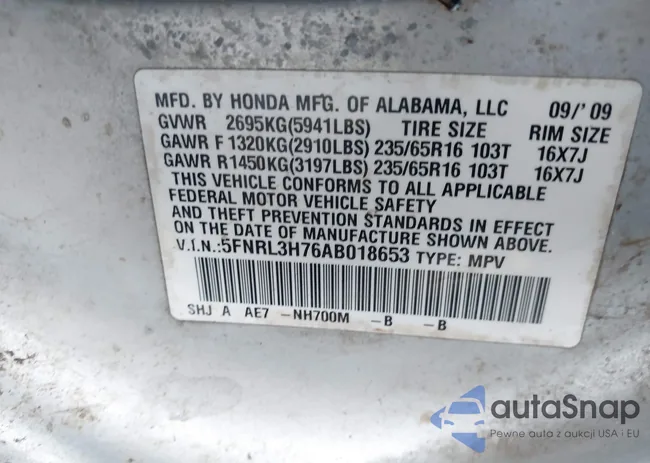 MFD. BY HONDA MFG. OF ALABAMA, LLC 09/'09
GVWR 2695KG(5941LBS) TIRE SIZE RIM SIZE
GAWR F 1320KG(2910LBS) 235/65R16 103T 16X7J
GAWR R1450KG(3197LBS) 235/65R16 103T 16X7J
THIS VEHICLE CONFORMS TO ALL APPLICABLE
FEDERAL MOTOR VEHICLE SAFETY
AND THEFT PREVENTION STANDARDS IN EFFECT
ON THE DATE OF MANUFACTURE SHOWN ABOVE.
V.I.N.:5FNRL3H76AB018653 TYPE: MPV
SHJ A AE7 -NH700M -B -B
autaSnap
Pewne auta z aukcji USA i EU